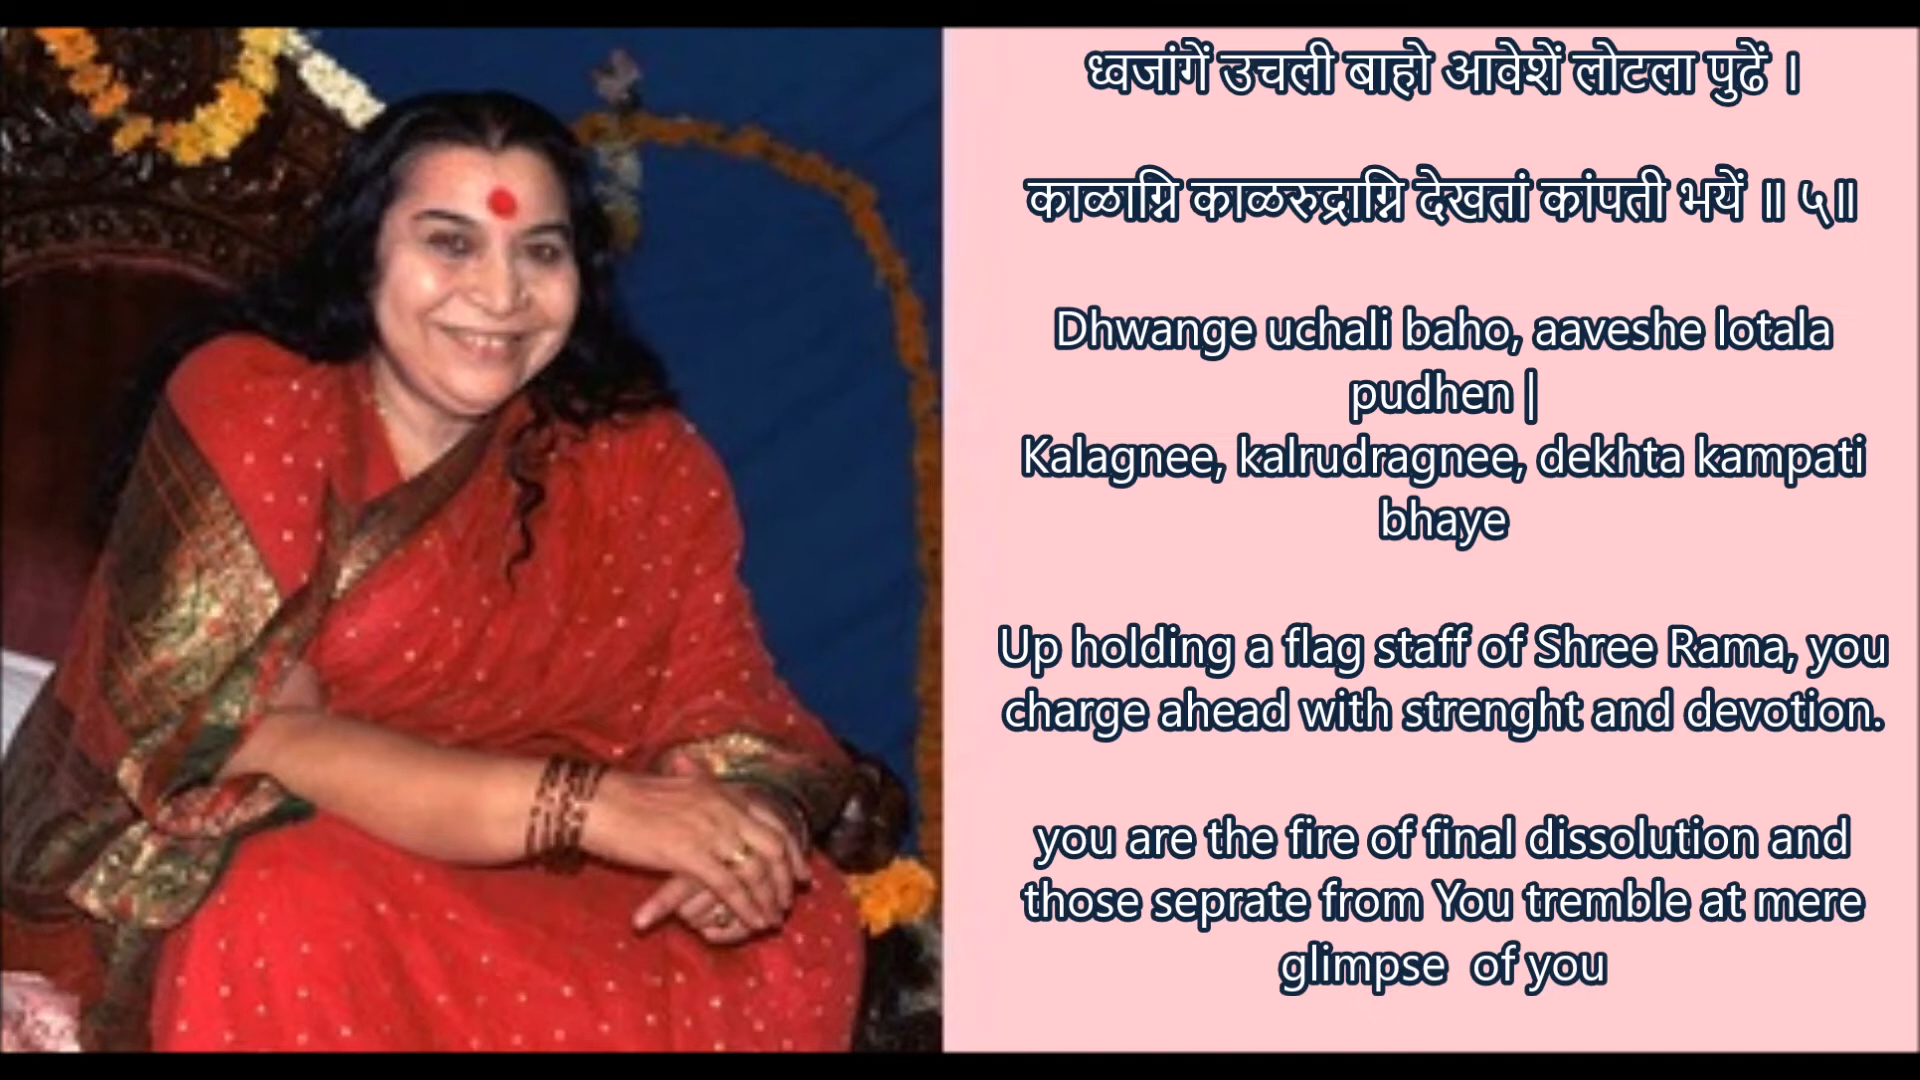 ध्वजांगें उचली बाहो आवेशें लोटला पुढें ।
काळाग्नि काळरुद्राग्नि देखतां कांपती भयें ॥ ५॥
Dhwange uchali baho, aaveshe lotala
pudhen |
Kalagnee, kalrudragnee, dekhta kampati
bhaye
Up holding a flag staff of Shree Rama, you
charge ahead with strenght and devotion.
you are the fire of final dissolution and
those seprate from You tremble at mere
glimpse  of you